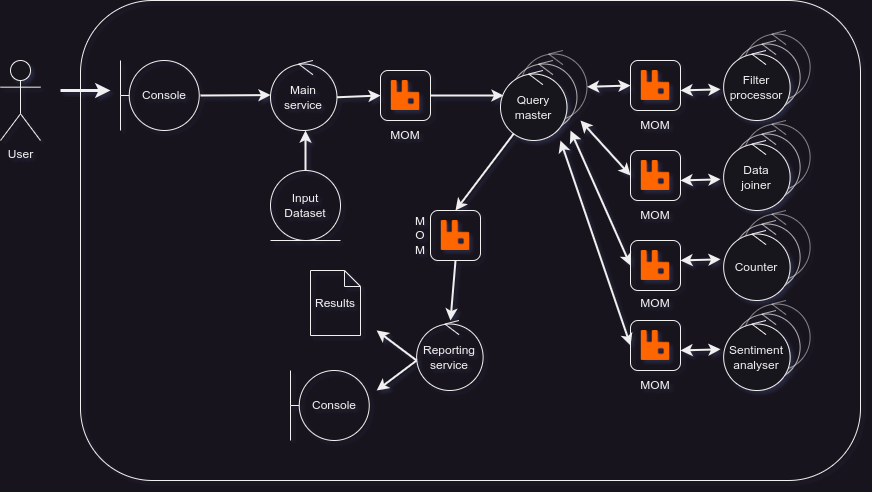 User
Console
Main
service
MOM
Query
master
MOM
Filter
processor
Input
Dataset
MOM
Data
joiner
M
O
M
MOM
Counter
Results
MOM
Sentiment
analyser
Reporting
service
Console